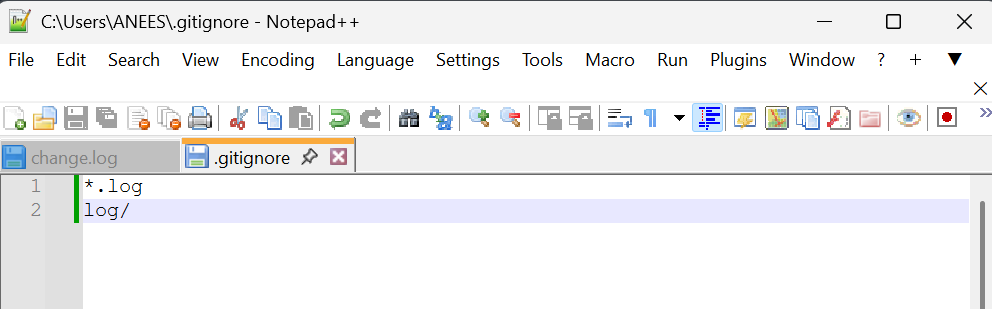 C:\Users\ANEES\.gitignore - Notepad++
File Edit Search View Encoding Language Settings Tools Macro Run Plugins Window ? + ▼
change.log .gitignore
1 *.log
2 log/